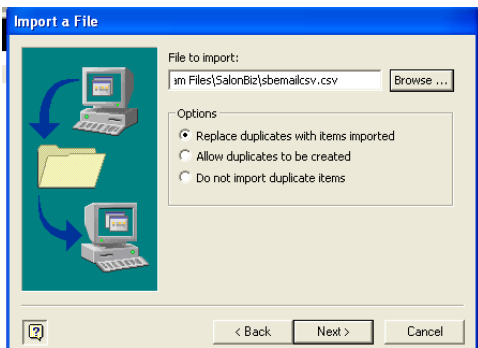 Import a File
File to import:
am Files\SalonBiz\sbemailcsv.csv
Browse ...
Options
Replace duplicates with items imported
Allow duplicates to be created
Do not import duplicate items
?
< Back
Next >
Cancel